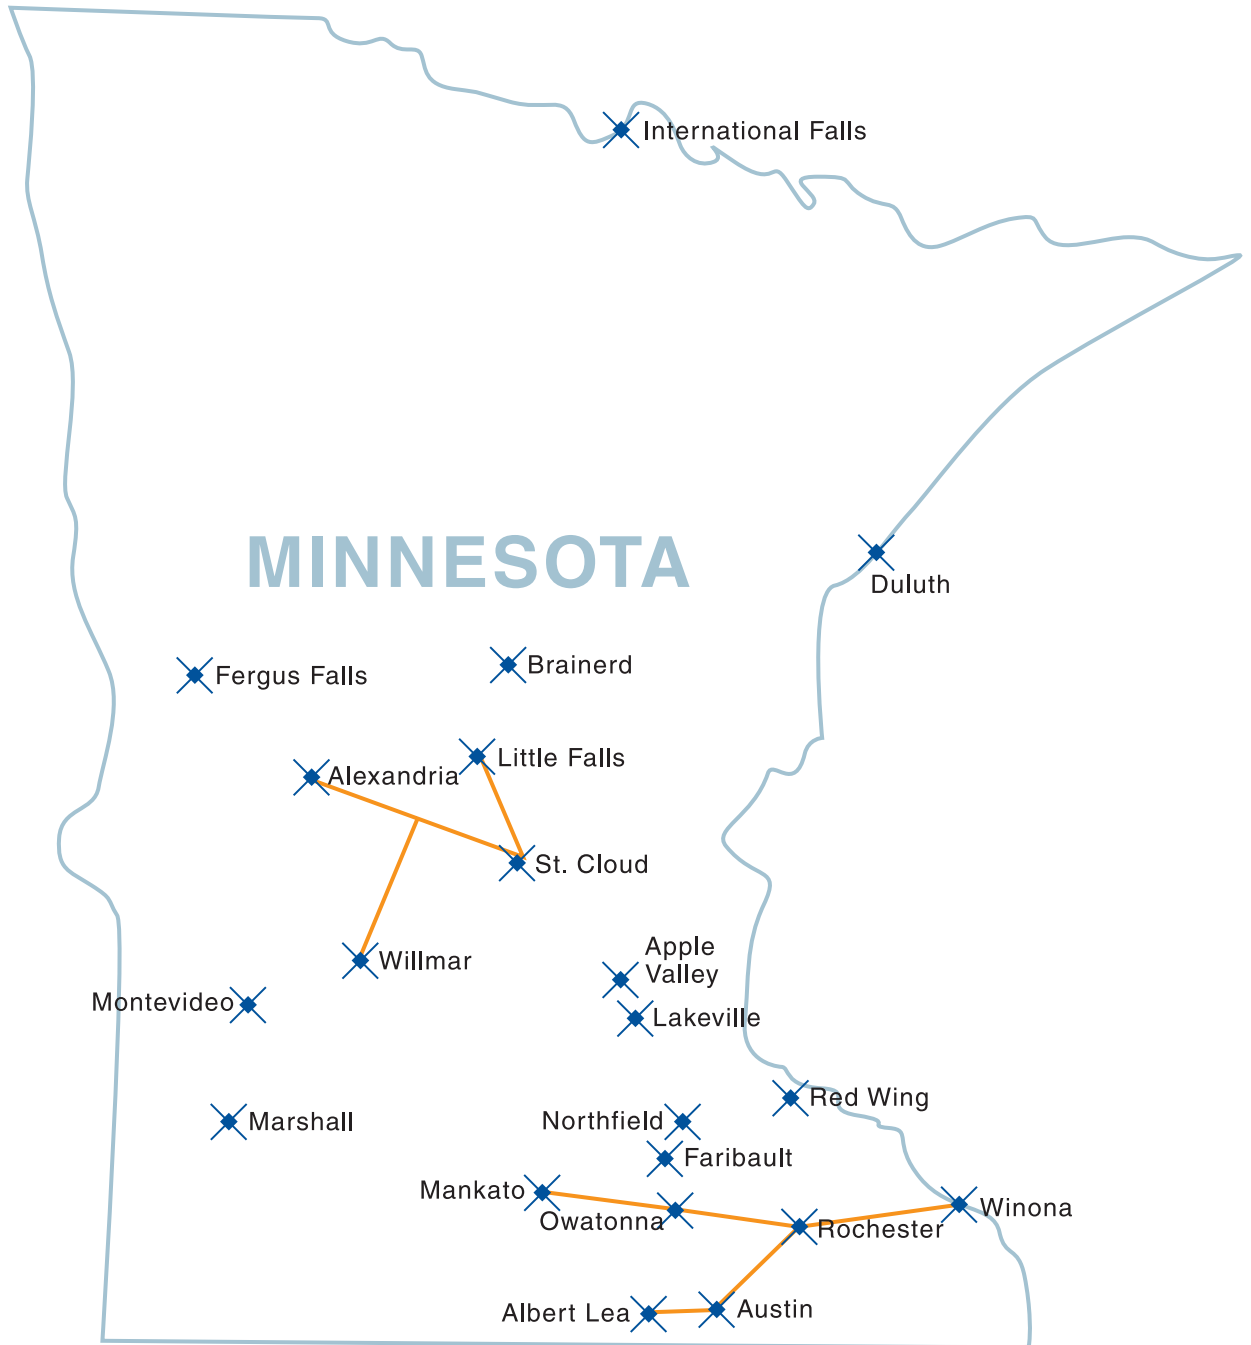 International Falls
MINNESOTA
Duluth
Brainerd
Fergus Falls
Little Falls
Alexandria
St. Cloud
Apple
Valley
Willmar
Montevideo
Lakeville
Red Wing
Northfield
Marshall
Faribault
Mankato
Winona
Owatonna
Rochester
Albert Lea
Austin